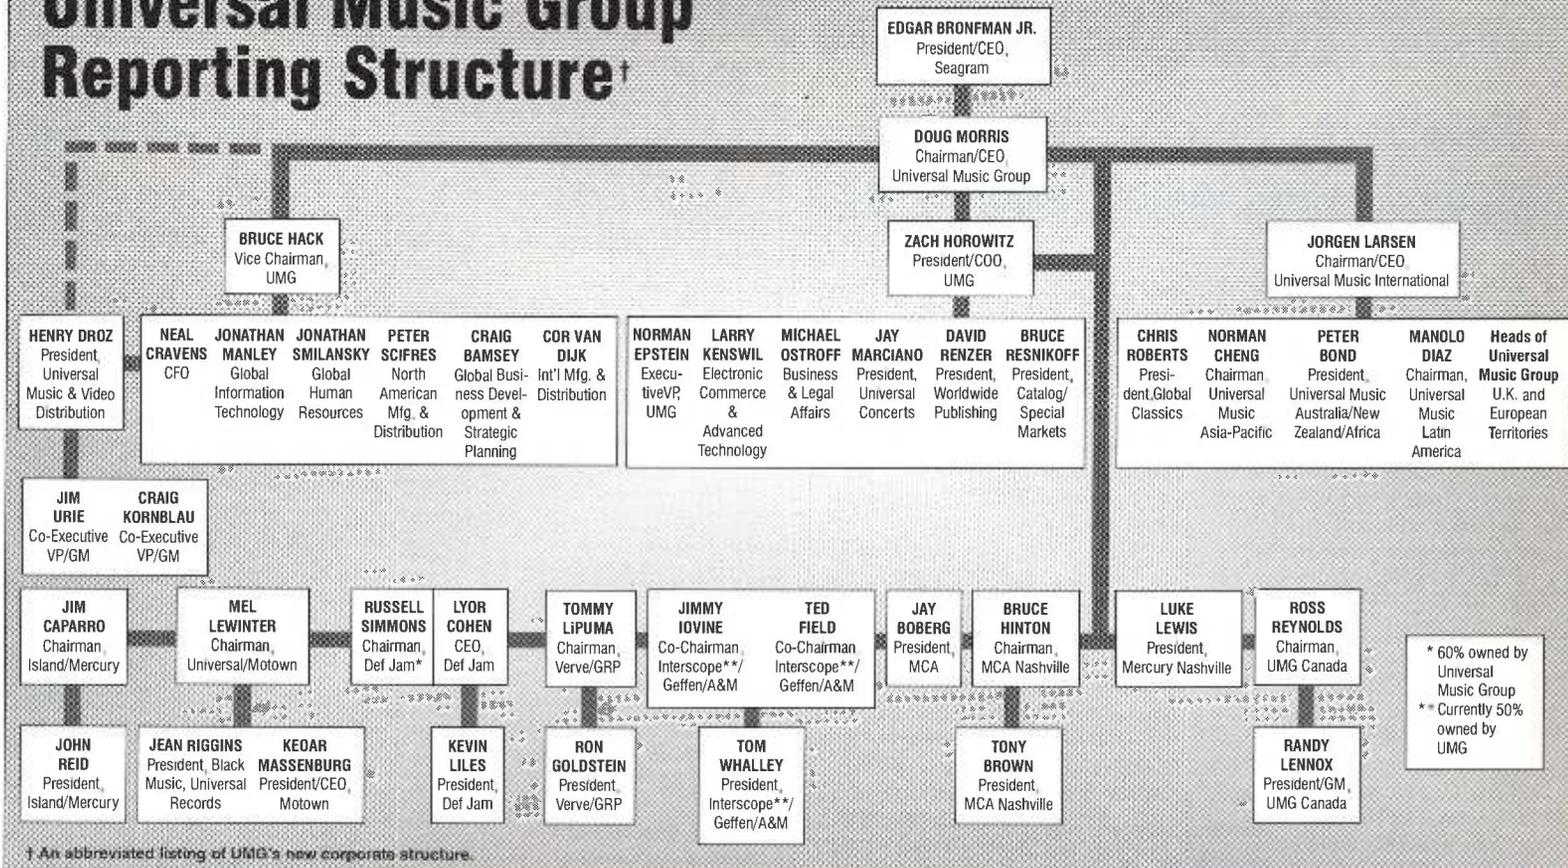 Universal Music Group
Reporting Structure†
EDGAR BRONFMAN JR.
President/CEO,
Seagram
DOUG MORRIS
Chairman/CEO,
Universal Music Group
BRUCE HACK
Vice Chairman,
UMG
ZACH HOROWITZ
President/COO,
UMG
JORGEN LARSEN
Chairman/CEO,
Universal Music International
HENRY DROZ
President,
Universal
Music & Video
Distribution
NEAL
CRAVENS
CFO
JONATHAN
MANLEY
Global
Information
Technology
JONATHAN
SMILANSKY
Global
Human
Resources
PETER
SCIFRES
North
American
Mfg. &
Distribution
CRAIG
BAMSEY
Global Busi-
ness Devel-
opment &
Strategic
Planning
COR VAN
DIJK
Int'l Mfg. &
Distribution
NORMAN
EPSTEIN
Execu-
tiveVP,
UMG
LARRY
KENSWIL
Electronic
Commerce
&
Advanced
Technology
MICHAEL
OSTROFF
Business
& Legal
Affairs
JAY
MARCIANO
President,
Universal
Concerts
DAVID
RENZER
President,
Worldwide
Publishing
BRUCE
RESNIKOFF
President,
Catalog/
Special
Markets
CHRIS
ROBERTS
Presi-
dent,Global
Classics
NORMAN
CHENG
Chairman,
Universal
Music
Asia-Pacific
PETER
BOND
President,
Universal Music
Australia/New
Zealand/Africa
MANOLO
DIAZ
Chairman,
Universal
Music
Latin
America
Heads of
Universal
Music Group
U.K. and
European
Territories
JIM
URIE
Co-Executive
VP/GM
CRAIG
KORNBLAU
Co-Executive
VP/GM
JIM
CAPARRO
Chairman,
Island/Mercury
MEL
LEWINTER
Chairman,
Universal/Motown
RUSSELL
SIMMONS
Chairman,
Def Jam*
LYOR
COHEN
CEO,
Def Jam
TOMMY
LiPUMA
Chairman,
Verve/GRP
JIMMY
IOVINE
Co-Chairman,
Interscope**/
Geffen/A&M
TED
FIELD
Co-Chairman
Interscope**/
Geffen/A&M
JAY
BOBERG
President,
MCA
BRUCE
HINTON
Chairman,
MCA Nashville
LUKE
LEWIS
President,
Mercury Nashville
ROSS
REYNOLDS
Chairman,
UMG Canada
* 60% owned by
Universal
Music Group
** Currently 50%
owned by
UMG
JOHN
REID
President,
Island/Mercury
JEAN RIGGINS
President, Black
Music, Universal
Records
KEOAR
MASSENBURG
President/CEO,
Motown
KEVIN
LILES
President,
Def Jam
RON
GOLDSTEIN
President,
Verve/GRP
TOM
WHALLEY
President,
Interscope**/
Geffen/A&M
TONY
BROWN
President,
MCA Nashville
RANDY
LENNOX
President/GM,
UMG Canada
† An abbreviated listing of UMG's new corporate structure.